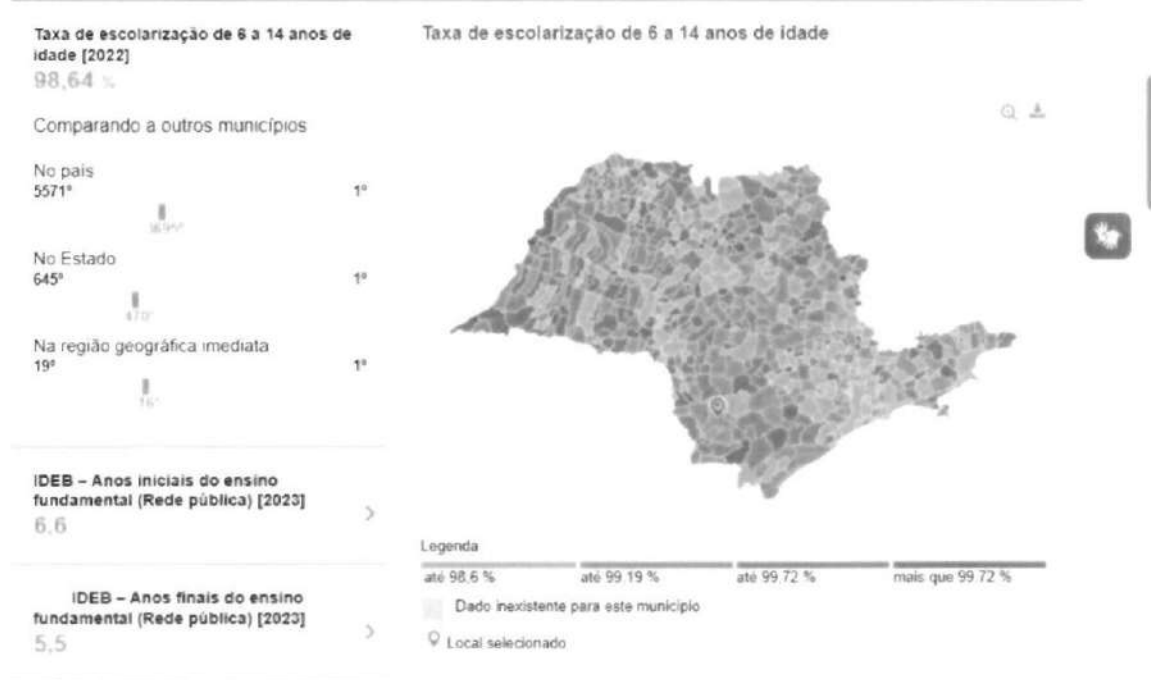 Taxa de escolarização de 6 a 14 anos de
idade [2022]
98,64 %
Comparando a outros municípios
No país
5571º 1º
No Estado
645º 1º
470º
Na região geográfica imediata
19º 1º
16º
IDEB – Anos iniciais do ensino
fundamental (Rede pública) [2023]
6,6
IDEB – Anos finais do ensino
fundamental (Rede pública) [2023]
5,5
Taxa de escolarização de 6 a 14 anos de idade
Legenda
até 98,6 % até 99,19 % até 99,72 % mais que 99,72 %
Dado inexistente para este município
Local selecionado